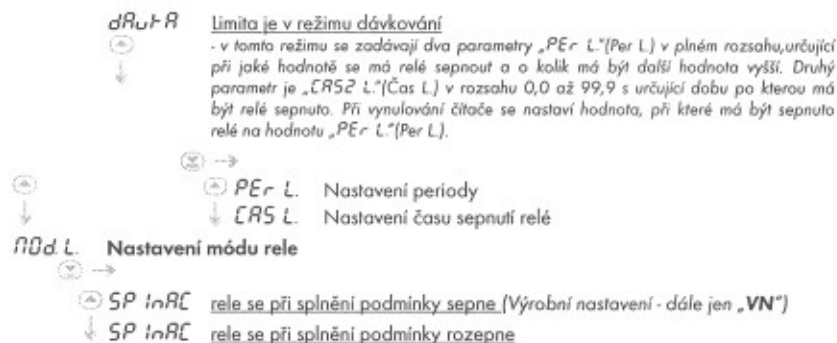 dAvkA Limita je v režimu dávkování
- v tomto režimu se zadávají dva parametry „PEr L."(Per L.) v plném rozsahu,určující
při jaké hodnotě se má relé sepnout a o kolik má být další hodnota vyšší. Druhý
parametr je „CAS2 L."(Čas L.) v rozsahu 0,0 až 99,9 s určující dobu po kterou má
být relé sepnuto. Při vynulování čítače se nastaví hodnota, při které má být sepnuto
relé na hodnotu „PEr L."(Per L.).
PEr L. Nastavení periody
CAS L. Nastavení času sepnutí relé
MOd. L. Nastavení módu rele
SP InAC rele se při splnění podmínky sepne (Výrobní nastavení - dále jen „VN")
SP InAC rele se při splnění podmínky rozepne